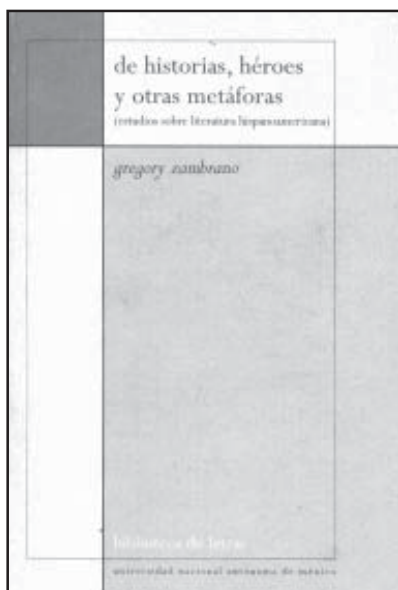 de historias, héroes
y otras metáforas
(estudios sobre literatura hispanoamericana)
gregory zambrano
biblioteca de letras
universidad nacional autónoma de méxico